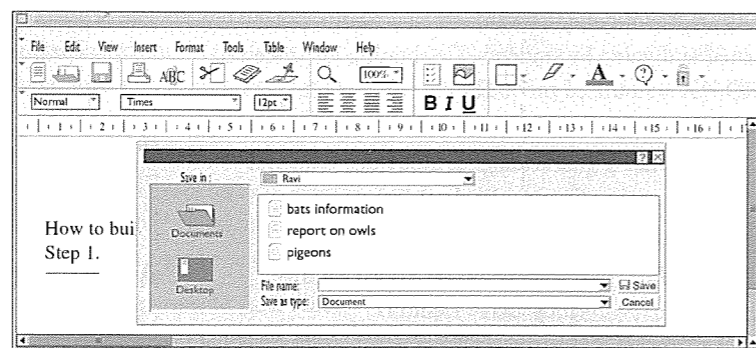 File Edit View Insert Format Tools Table Window Help
ABC 100% A ?
Normal Times 12pt B I U
1 2 3 4 5 6 7 8 9 10 11 12 13 14 15 16 1
? ×
Save in : Ravi
Documents
Desktop
bats information
report on owls
pigeons
How to bui
Step 1.
File name: Save
Save as type: Document Cancel